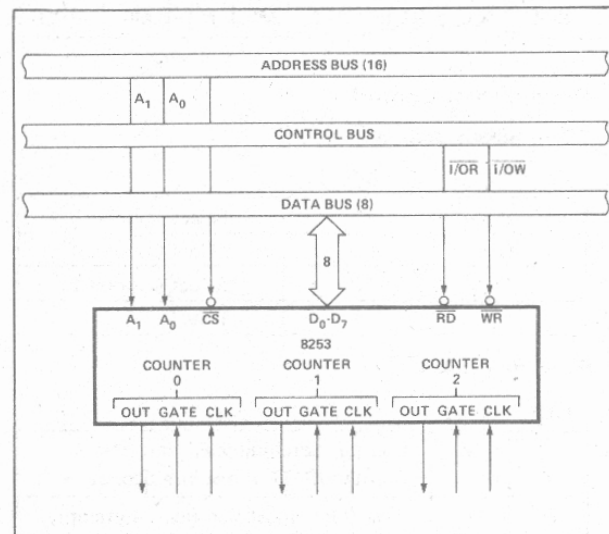 ADDRESS BUS (16)
A1 A0
CONTROL BUS
I/OR I/OW
DATA BUS (8)
8
A1 A0 CS D0-D7 RD WR
8253
COUNTER COUNTER COUNTER
0 1 2
OUT GATE CLK OUT GATE CLK OUT GATE CLK